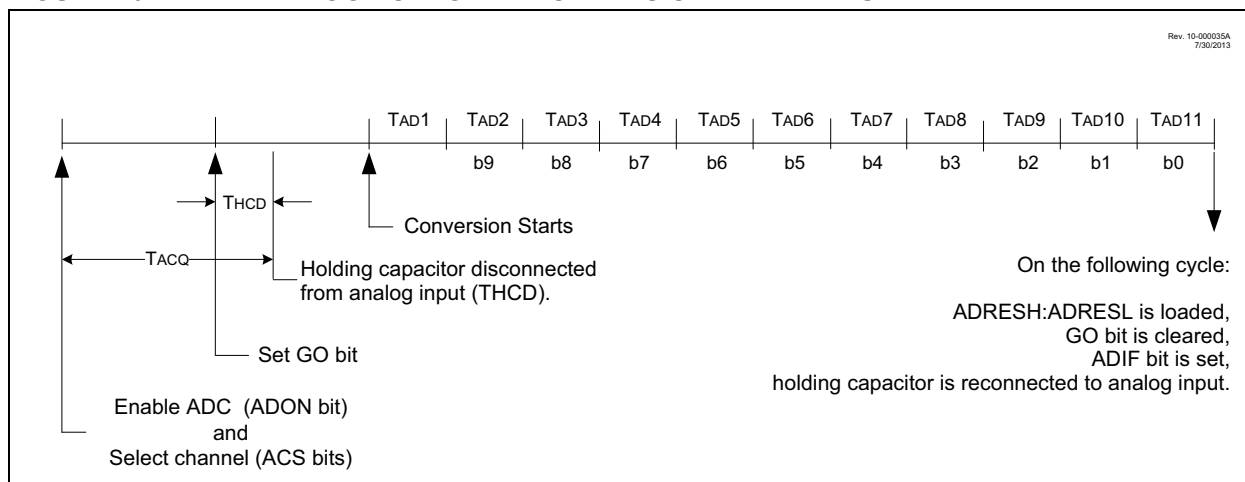 Rev. 10-000035A
7/30/2013
TAD1 TAD2 TAD3 TAD4 TAD5 TAD6 TAD7 TAD8 TAD9 TAD10 TAD11
b9 b8 b7 b6 b5 b4 b3 b2 b1 b0
THCD
Conversion Starts
TACQ
Holding capacitor disconnected
from analog input (THCD).
Set GO bit
Enable ADC (ADON bit)
and
Select channel (ACS bits)
On the following cycle:
ADRESH:ADRESL is loaded,
GO bit is cleared,
ADIF bit is set,
holding capacitor is reconnected to analog input.